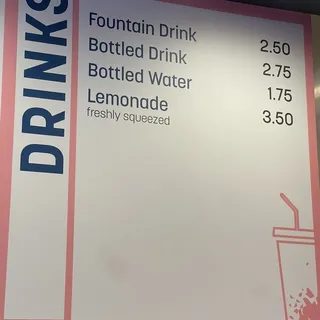 DRINKS
Fountain Drink 2.50
Bottled Drink 2.75
Bottled Water 1.75
Lemonade 3.50
freshly squeezed